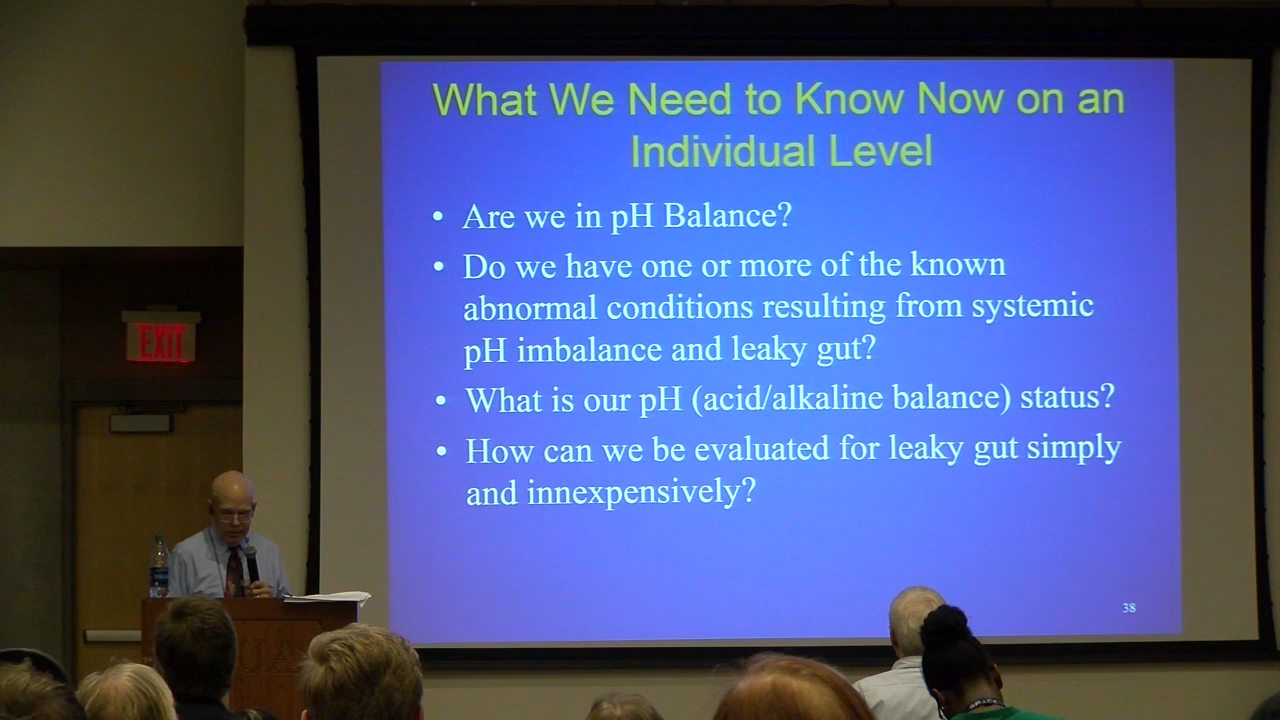 What We Need to Know Now on an
Individual Level
• Are we in pH Balance?
• Do we have one or more of the known
abnormal conditions resulting from systemic
pH imbalance and leaky gut?
• What is our pH (acid/alkaline balance) status?
• How can we be evaluated for leaky gut simply
and innexpensively?
38
EXIT